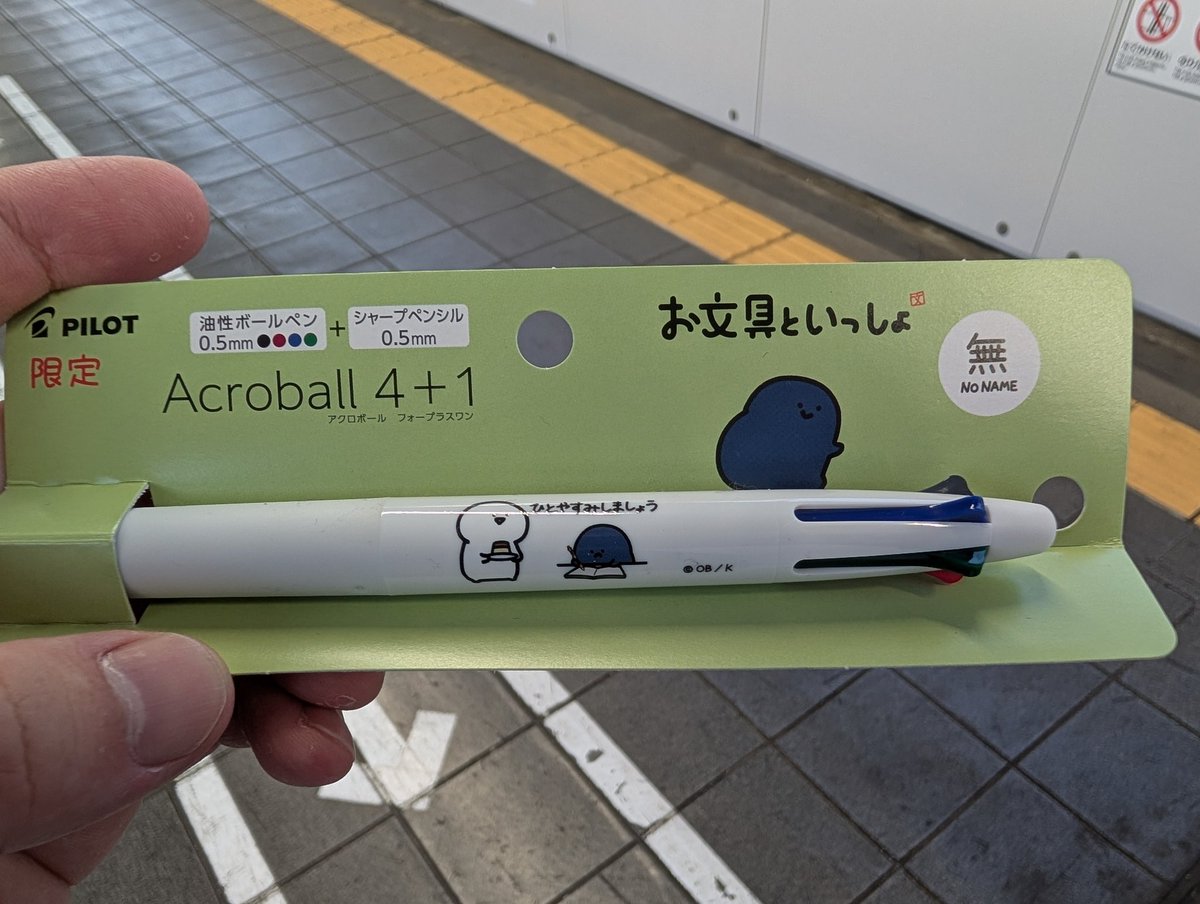 PILOT
限定
油性ボールペン
0.5mm
+
シャープペンシル
0.5mm
Acroball 4+1
アクロボール フォープラスワン
お文具といっしょ
文
無
NO NAME
ひとやすみしましょう
©OB/K